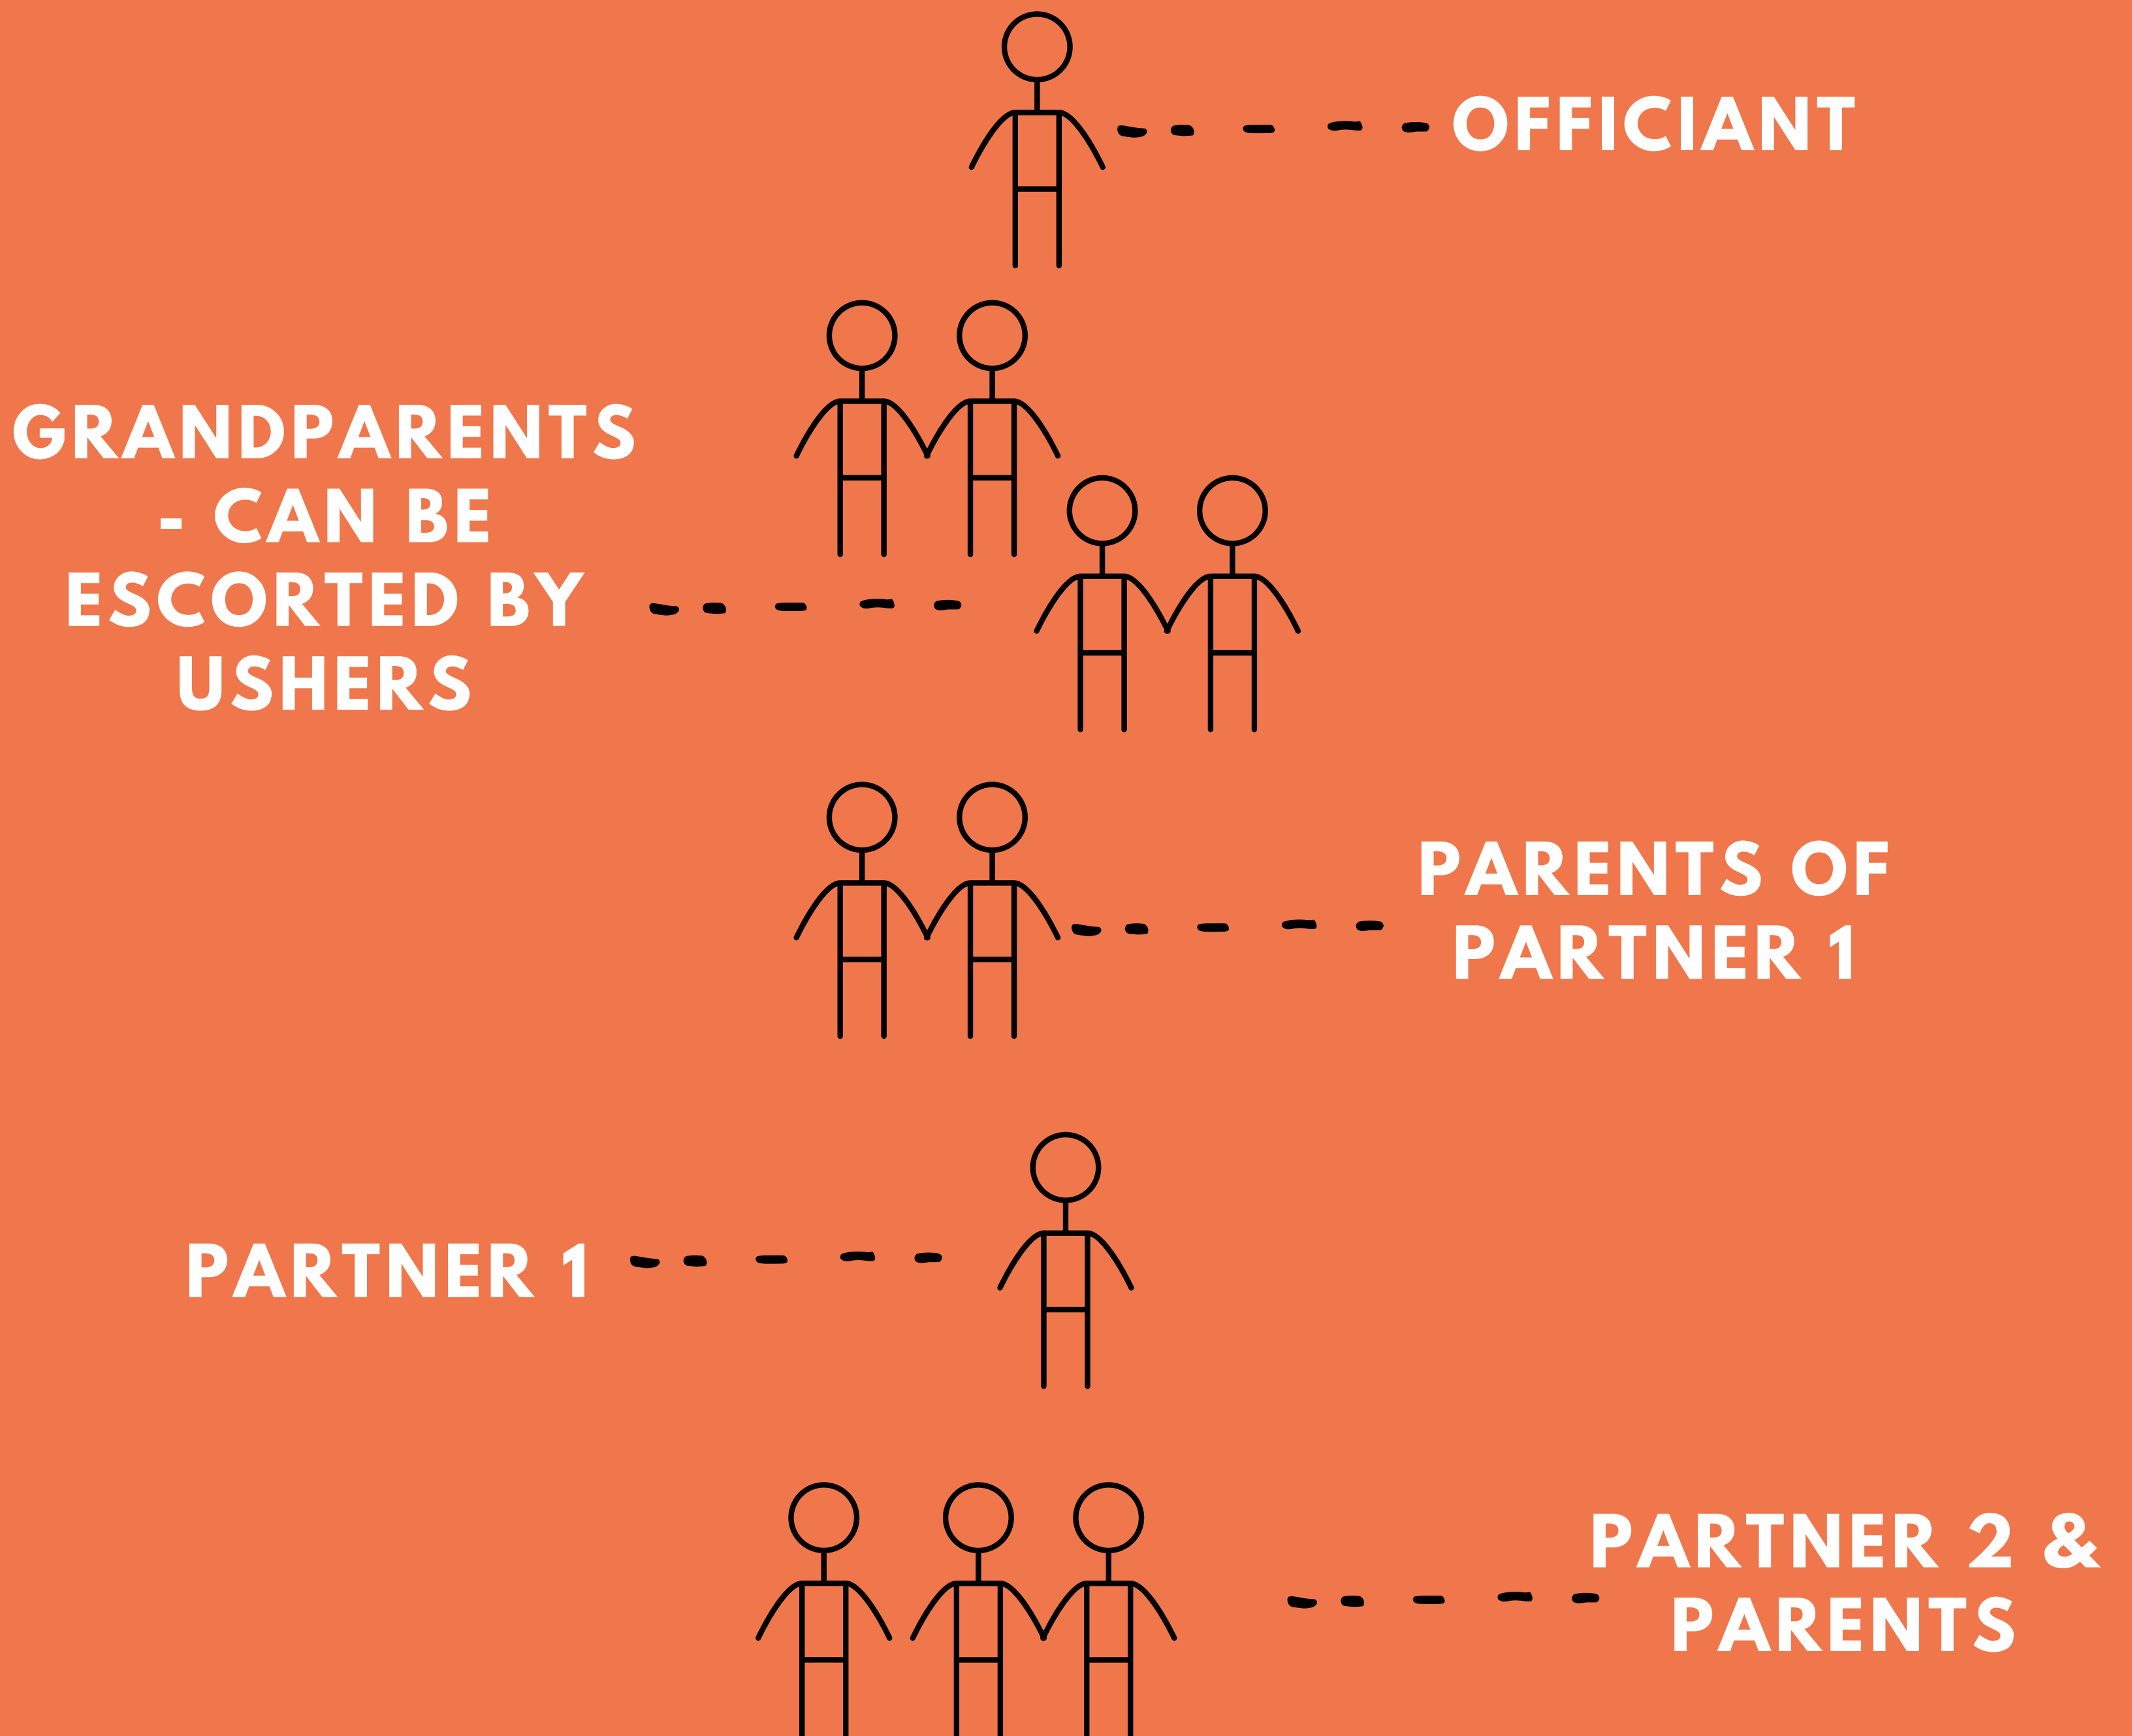 OFFICIANT
GRANDPARENTS
- CAN BE
ESCORTED BY
USHERS
PARENTS OF
PARTNER 1
PARTNER 1
PARTNER 2 &
PARENTS